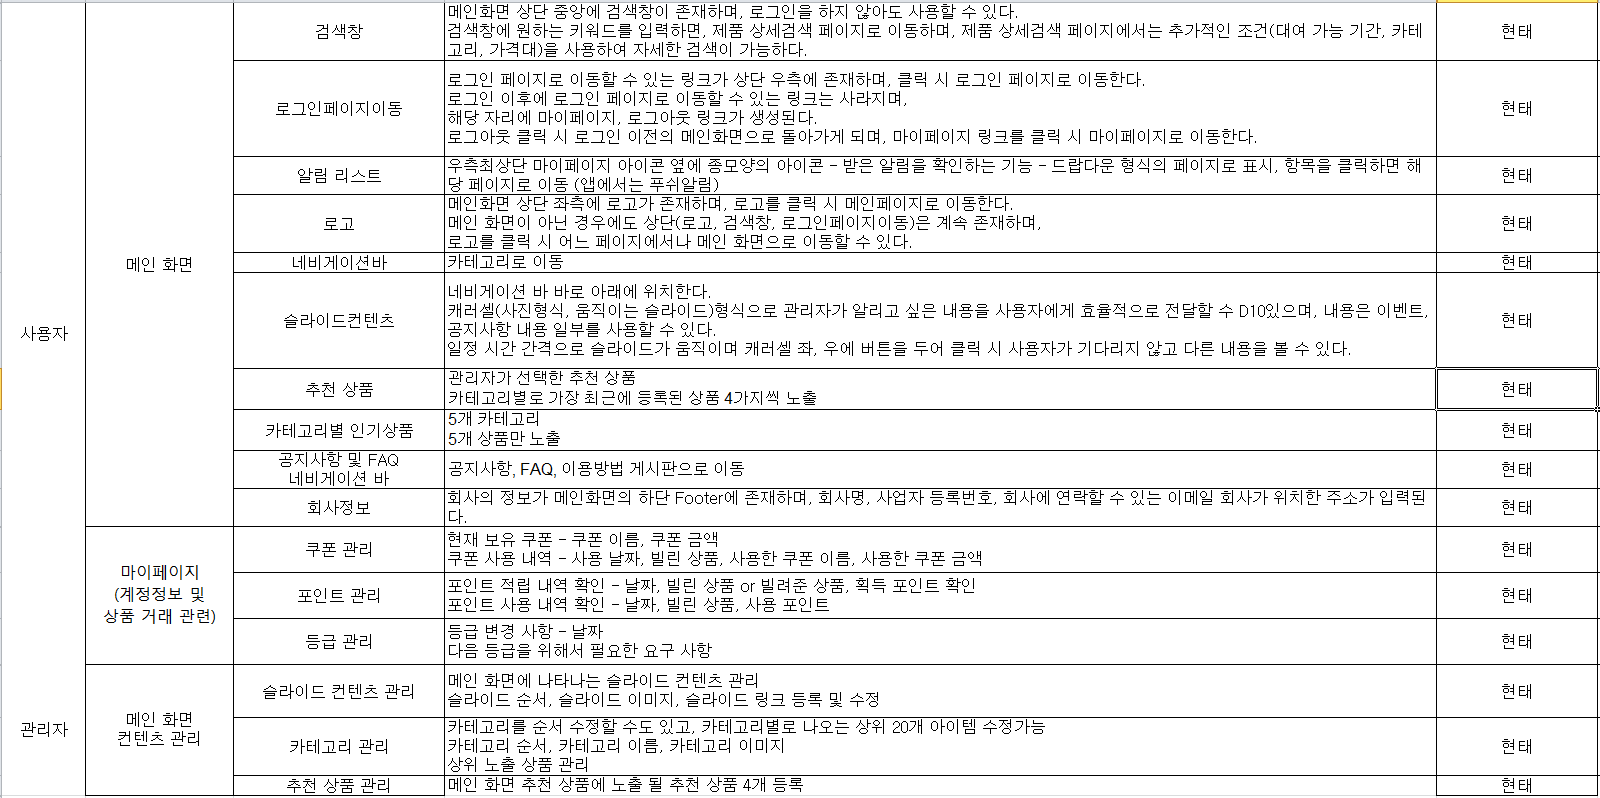 사용자
메인 화면
검색창
메인화면 상단 중앙에 검색창이 존재하며, 로그인을 하지 않아도 사용할 수 있다.
검색창에 원하는 키워드를 입력하면, 제품 상세검색 페이지로 이동하며, 제품 상세검색 페이지에서는 추가적인 조건(대여 가능 기간, 카테
고리, 가격대)을 사용하여 자세한 검색이 가능하다.
현태
로그인페이지이동
로그인 페이지로 이동할 수 있는 링크가 상단 우측에 존재하며, 클릭 시 로그인 페이지로 이동한다.
로그인 이후에 로그인 페이지로 이동할 수 있는 링크는 사라지며,
해당 자리에 마이페이지, 로그아웃 링크가 생성된다.
로그아웃 클릭 시 로그인 이전의 메인화면으로 돌아가게 되며, 마이페이지 링크를 클릭 시 마이페이지로 이동한다.
현태
알림 리스트
우측최상단 마이페이지 아이콘 옆에 종모양의 아이콘 - 받은 알림을 확인하는 기능 - 드랍다운 형식의 페이지로 표시, 항목을 클릭하면 해
당 페이지로 이동 (앱에서는 푸쉬알림)
현태
로고
메인화면 상단 좌측에 로고가 존재하며, 로고를 클릭 시 메인페이지로 이동한다.
메인 화면이 아닌 경우에도 상단(로고, 검색창, 로그인페이지이동)은 계속 존재하며,
로고를 클릭 시 어느 페이지에서나 메인 화면으로 이동할 수 있다.
현태
네비게이션바
카테고리로 이동
현태
슬라이드컨텐츠
네비게이션 바 바로 아래에 위치한다.
캐러셀(사진형식, 움직이는 슬라이드)형식으로 관리자가 알리고 싶은 내용을 사용자에게 효율적으로 전달할 수 D10있으며, 내용은 이벤트,
공지사항 내용 일부를 사용할 수 있다.
일정 시간 간격으로 슬라이드가 움직이며 캐러셀 좌, 우에 버튼을 두어 클릭 시 사용자가 기다리지 않고 다른 내용을 볼 수 있다.
현태
추천 상품
관리자가 선택한 추천 상품
카테고리별로 가장 최근에 등록된 상품 4가지씩 노출
현태
카테고리별 인기상품
5개 카테고리
5개 상품만 노출
현태
공지사항 및 FAQ
네비게이션 바
공지사항, FAQ, 이용방법 게시판으로 이동
현태
회사정보
회사의 정보가 메인화면의 하단 Footer에 존재하며, 회사명, 사업자 등록번호, 회사에 연락할 수 있는 이메일 회사가 위치한 주소가 입력된
다.
현태
마이페이지
(계정정보 및
상품 거래 관련)
쿠폰 관리
현재 보유 쿠폰 - 쿠폰 이름, 쿠폰 금액
쿠폰 사용 내역 - 사용 날짜, 빌린 상품, 사용한 쿠폰 이름, 사용한 쿠폰 금액
현태
포인트 관리
포인트 적립 내역 확인 - 날짜, 빌린 상품 or 빌려준 상품, 획득 포인트 확인
포인트 사용 내역 확인 - 날짜, 빌린 상품, 사용 포인트
현태
등급 관리
등급 변경 사항 - 날짜
다음 등급을 위해서 필요한 요구 사항
현태
관리자
메인 화면
컨텐츠 관리
슬라이드 컨텐츠 관리
메인 화면에 나타나는 슬라이드 컨텐츠 관리
슬라이드 순서, 슬라이드 이미지, 슬라이드 링크 등록 및 수정
현태
카테고리 관리
카테고리를 순서 수정할 수도 있고, 카테고리별로 나오는 상위 20개 아이템 수정가능
카테고리 순서, 카테고리 이름, 카테고리 이미지
상위 노출 상품 관리
현태
추천 상품 관리
메인 화면 추천 상품에 노출 될 추천 상품 4개 등록
현태